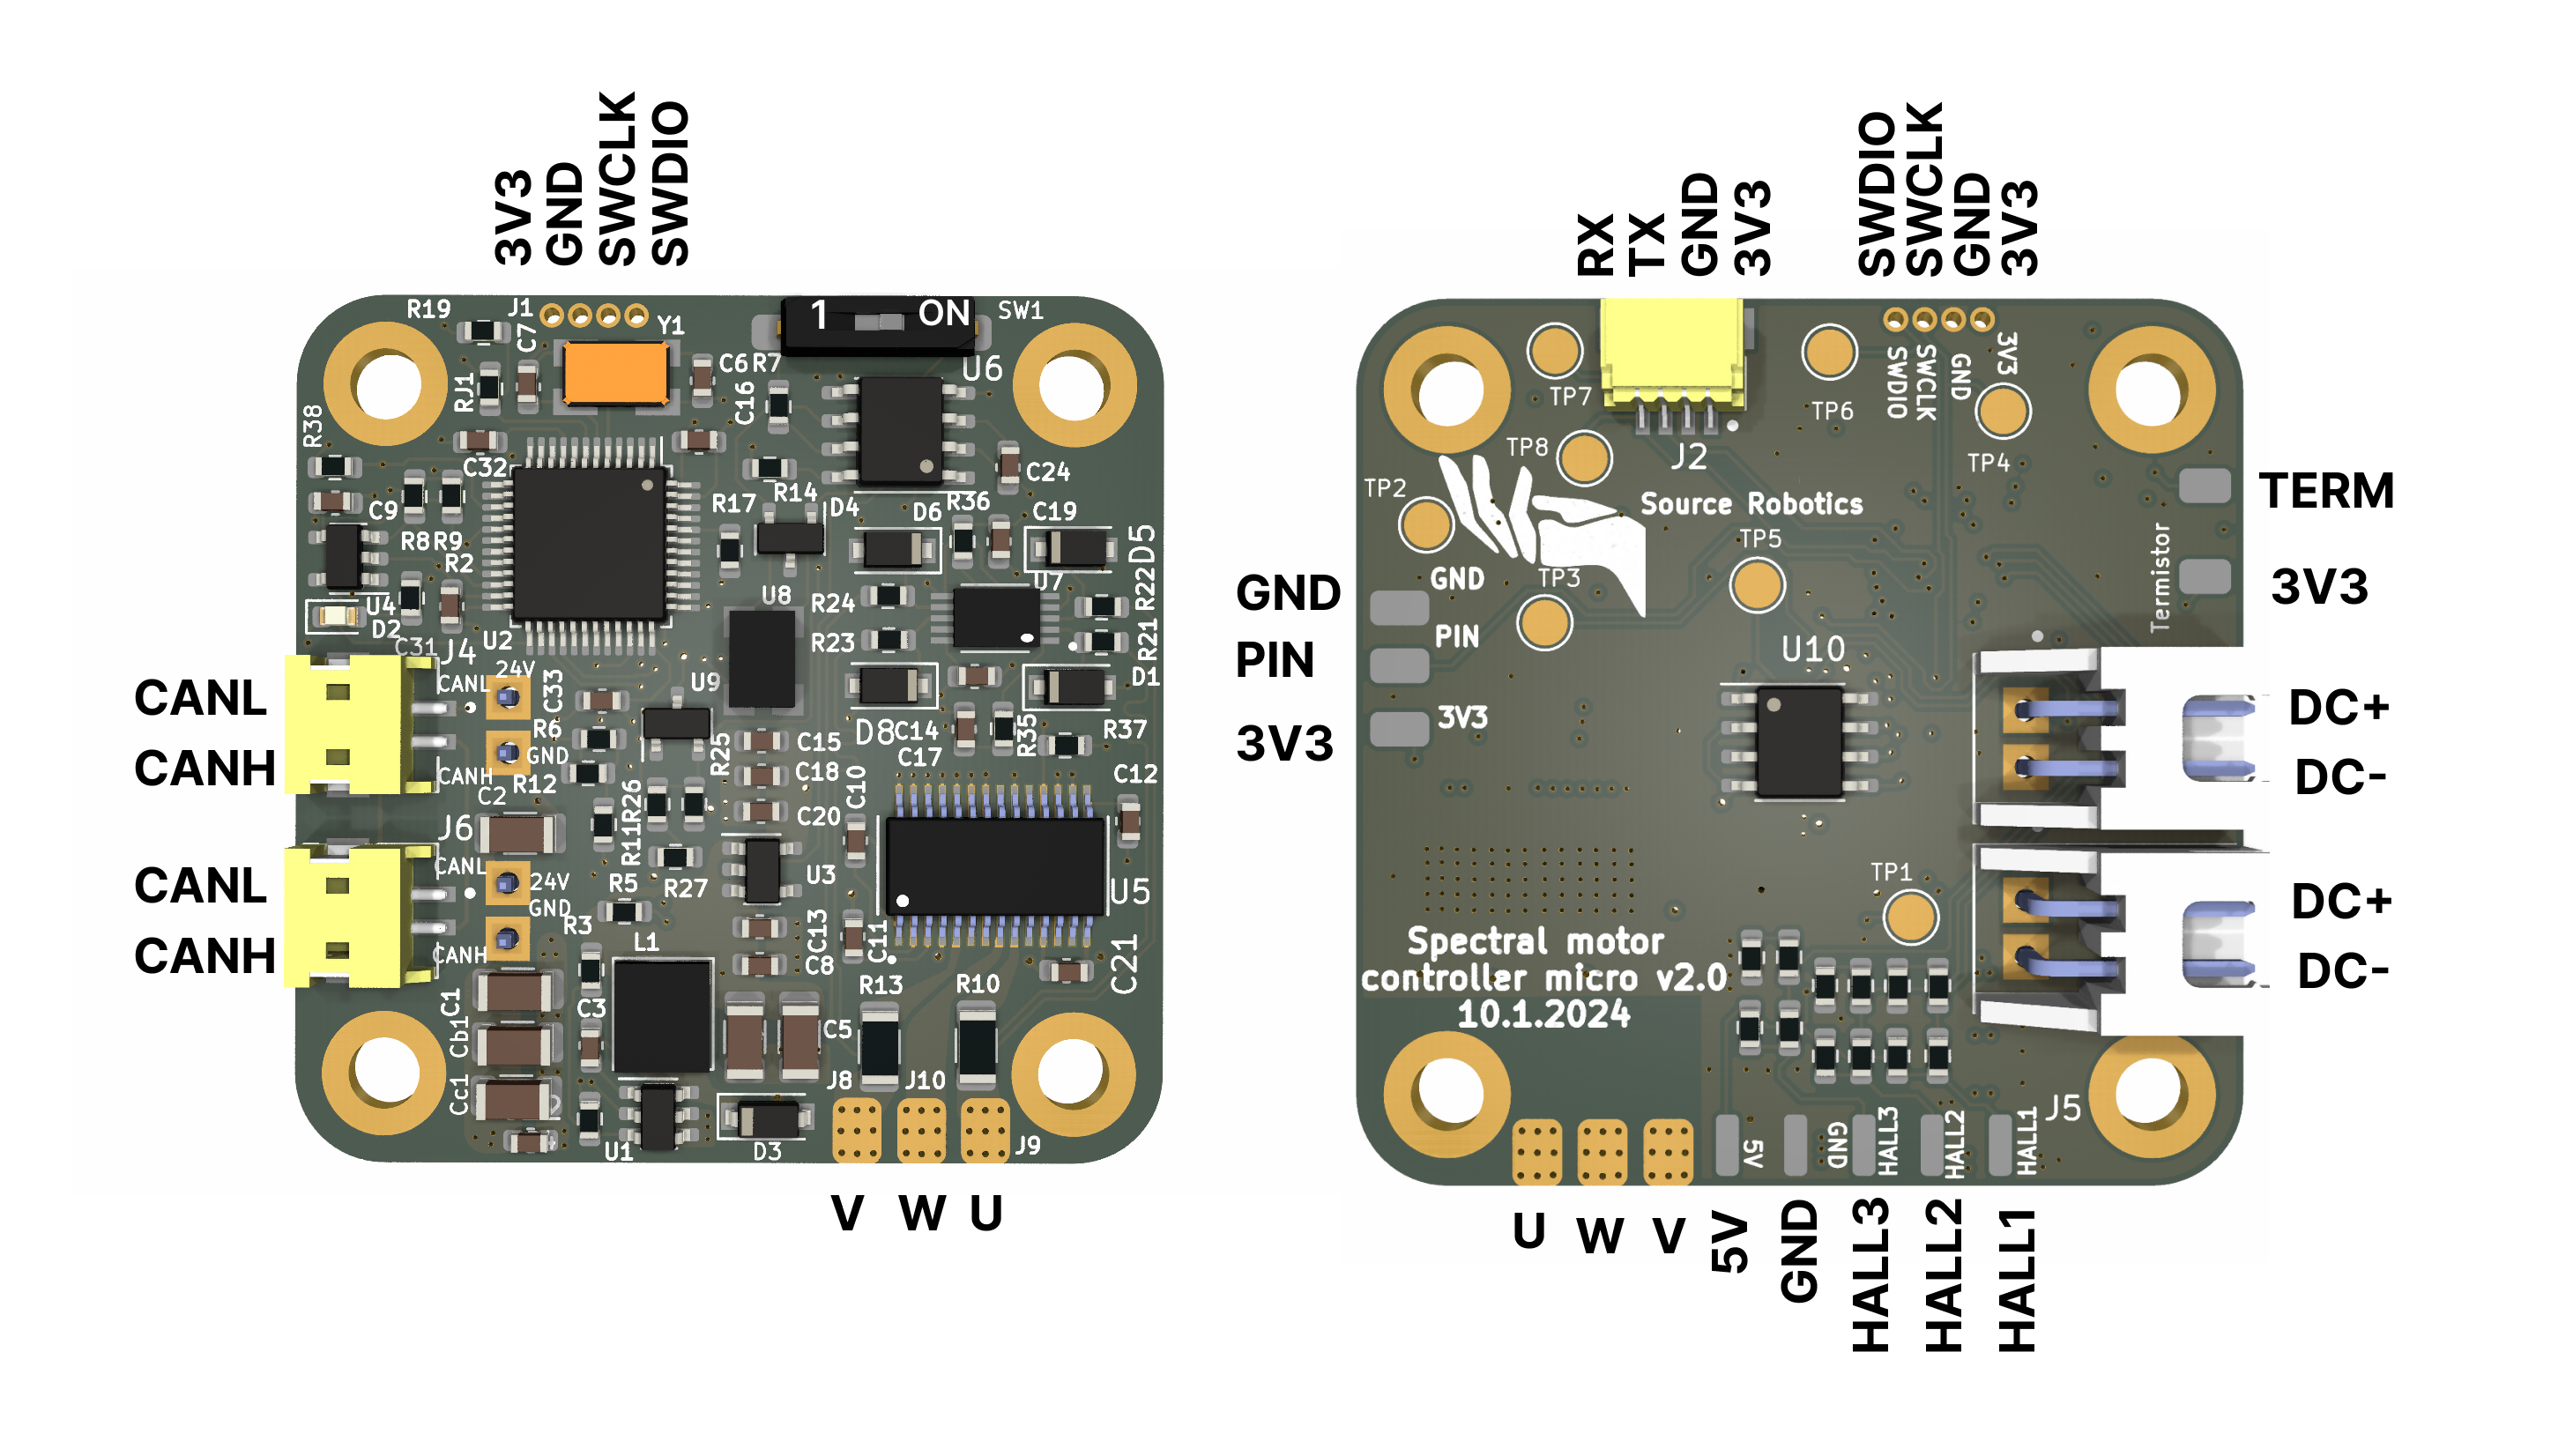 3V3
GND
SWCLK
SWDIO
R19
J1
C7
Y1
1 ON
SW1
RJ1
C6
R7
C16
U6
R38
C32
C24
C9
R8
R9
R2
R17
R14
D4
D6
R36
C19
D5
U4
D2
U2
U8
R24
R23
U7
R22
R21
C31
J4
24V
CANL
C33
U9
D1
CANL
CANH
R6
GND
CANH
R12
C2
R25
C15
C18
C20
D8
C14
C17
R35
R37
C10
C12
J6
R26
R11
CANL
24V
GND
CANH
R5
R27
U3
U5
CANL
CANH
R3
L1
C13
C8
C11
C21
C1
C3
Cb1
Cc1
C5
R13
R10
J8
J10
J9
U1
D3
V
W
U
RX
TX
GND
3V3
SWDIO
SWCLK
GND
3V3
TP7
TP6
SWDIO
SWCLK
GND
3V3
TP8
J2
TP4
TP2
Source Robotics
TP5
TERM
Termistor
3V3
GND
PIN
3V3
GND
PIN
3V3
TP3
U10
DC+
DC-
TP1
DC+
DC-
Spectral motor
controller micro v2.0
10.1.2024
J5
5V
GND
HALL3
HALL2
HALL1
U
W
V
5V
GND
HALL3
HALL2
HALL1